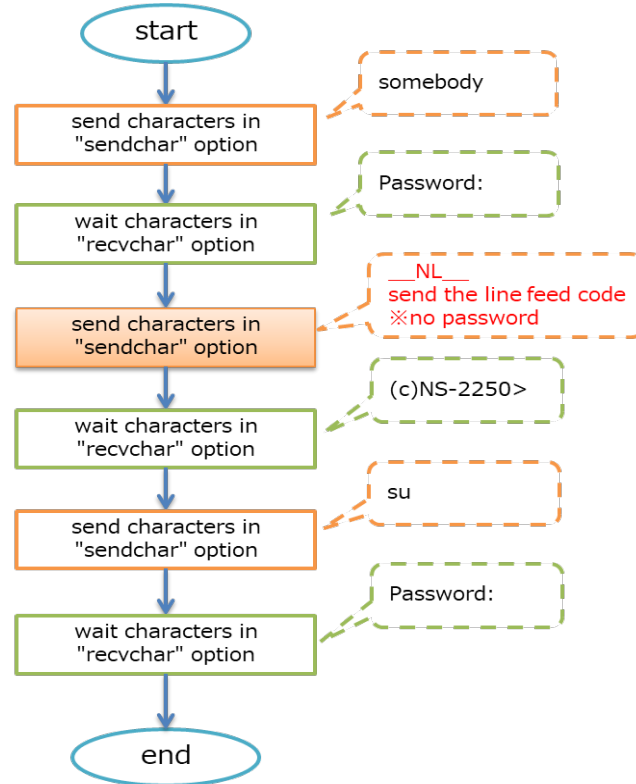 start
somebody
send characters in
"sendchar" option
Password:
wait characters in
"recvchar" option
__NL__
send the line feed code
※no password
send characters in
"sendchar" option
(c)NS-2250>
wait characters in
"recvchar" option
su
send characters in
"sendchar" option
Password:
wait characters in
"recvchar" option
end